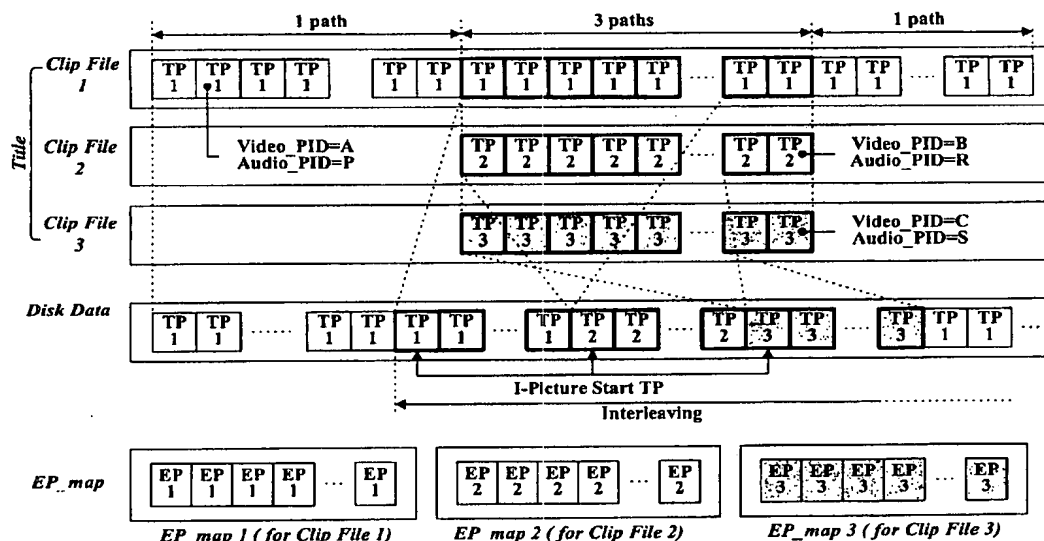 1 path 3 paths 1 path
Title
Clip File 1
TP 1 TP 1 TP 1 TP 1 TP 1 TP 1 TP 1 TP 1 TP 1 TP 1 TP 1 ... TP 1 TP 1 TP 1 TP 1 ... TP 1 TP 1
Video_PID=A
Audio_PID=P
Clip File 2
TP 2 TP 2 TP 2 TP 2 TP 2 ... TP 2 TP 2
Video_PID=B
Audio_PID=R
Clip File 3
TP 3 TP 3 TP 3 TP 3 TP 3 ... TP 3 TP 3
Video_PID=C
Audio_PID=S
Disk Data
TP 1 TP 1 ...... TP 1 TP 1 TP 1 TP 1 ... TP 1 TP 2 TP 2 ... TP 2 TP 3 TP 3 ... TP 3 TP 1 TP 1 ...
I-Picture Start TP
Interleaving
EP_map
EP 1 EP 1 EP 1 EP 1 ... EP 1
EP 2 EP 2 EP 2 EP 2 ... EP 2
EP 3 EP 3 EP 3 EP 3 ... EP 3
EP_map 1 ( for Clip File 1)
EP_map 2 ( for Clip File 2)
EP_map 3 ( for Clip File 3)